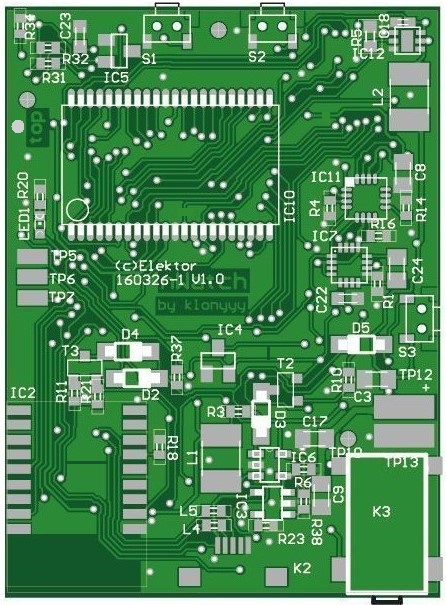 R34
C23
R32
R31
IC5
S1
S2
R5
C18
IC12
L2
top
IC10
IC11
C8
R4
R14
R16
IC7
R20
LED1
TP5
TP6
TP7
(c)Elektor
160326-1 V1.0
by klonyyy
C22
R1
C24
S3
D4
T3
D2
R37
IC4
D5
IC2
R11
R21
T2
R10
C3
TP12
+
R3
D3
R18
L1
C17
TP10
TP13
IC6
R6
C9
L5
L4
IC3
R23
R38
K3
K2